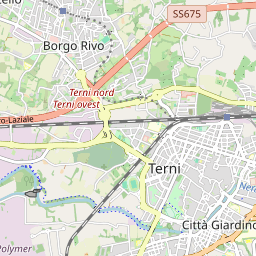 SS675
Borgo Rivo
Terni nord
Terni ovest
o-Laziale
Terni
Ner
Città Giardino
Polymer